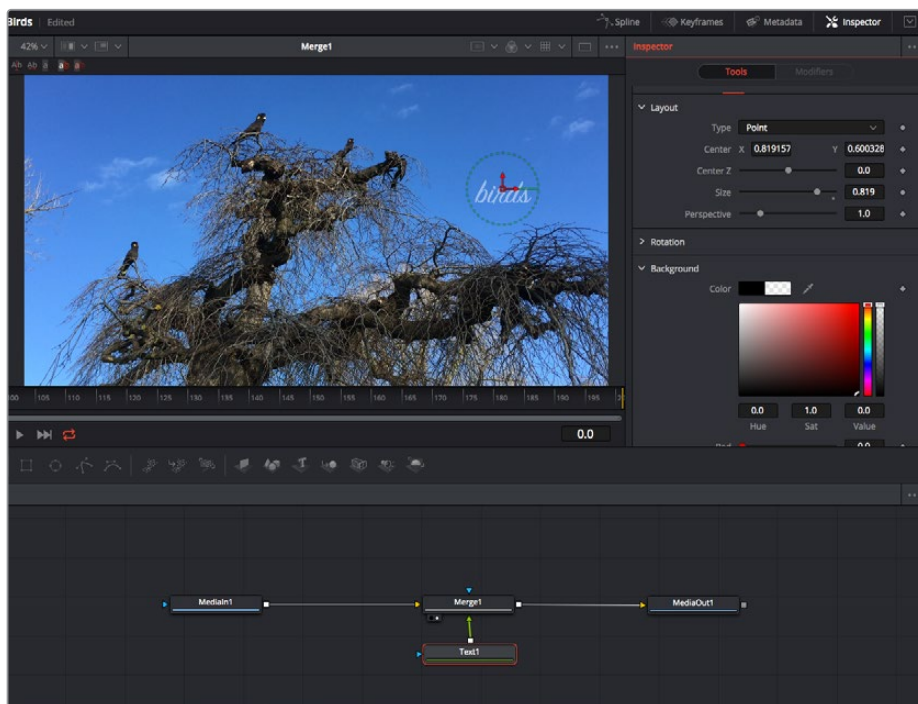 Birds Edited Spline Keyframes Metadata Inspector
42% Merge1 Inspector
Tools Modifiers
Layout
Type Point
Center X 0.819157 Y 0.600328
Center Z 0.0
Size 0.819
Perspective 1.0
birds
Rotation
Background
Color
100 105 110 115 120 125 130 135 140 145 150 155 160 165 170 175 180 185 190 195
0.0 1.0 0.0
Hue Sat Value
0.0
MediaIn1 Merge1 MediaOut1
Text1